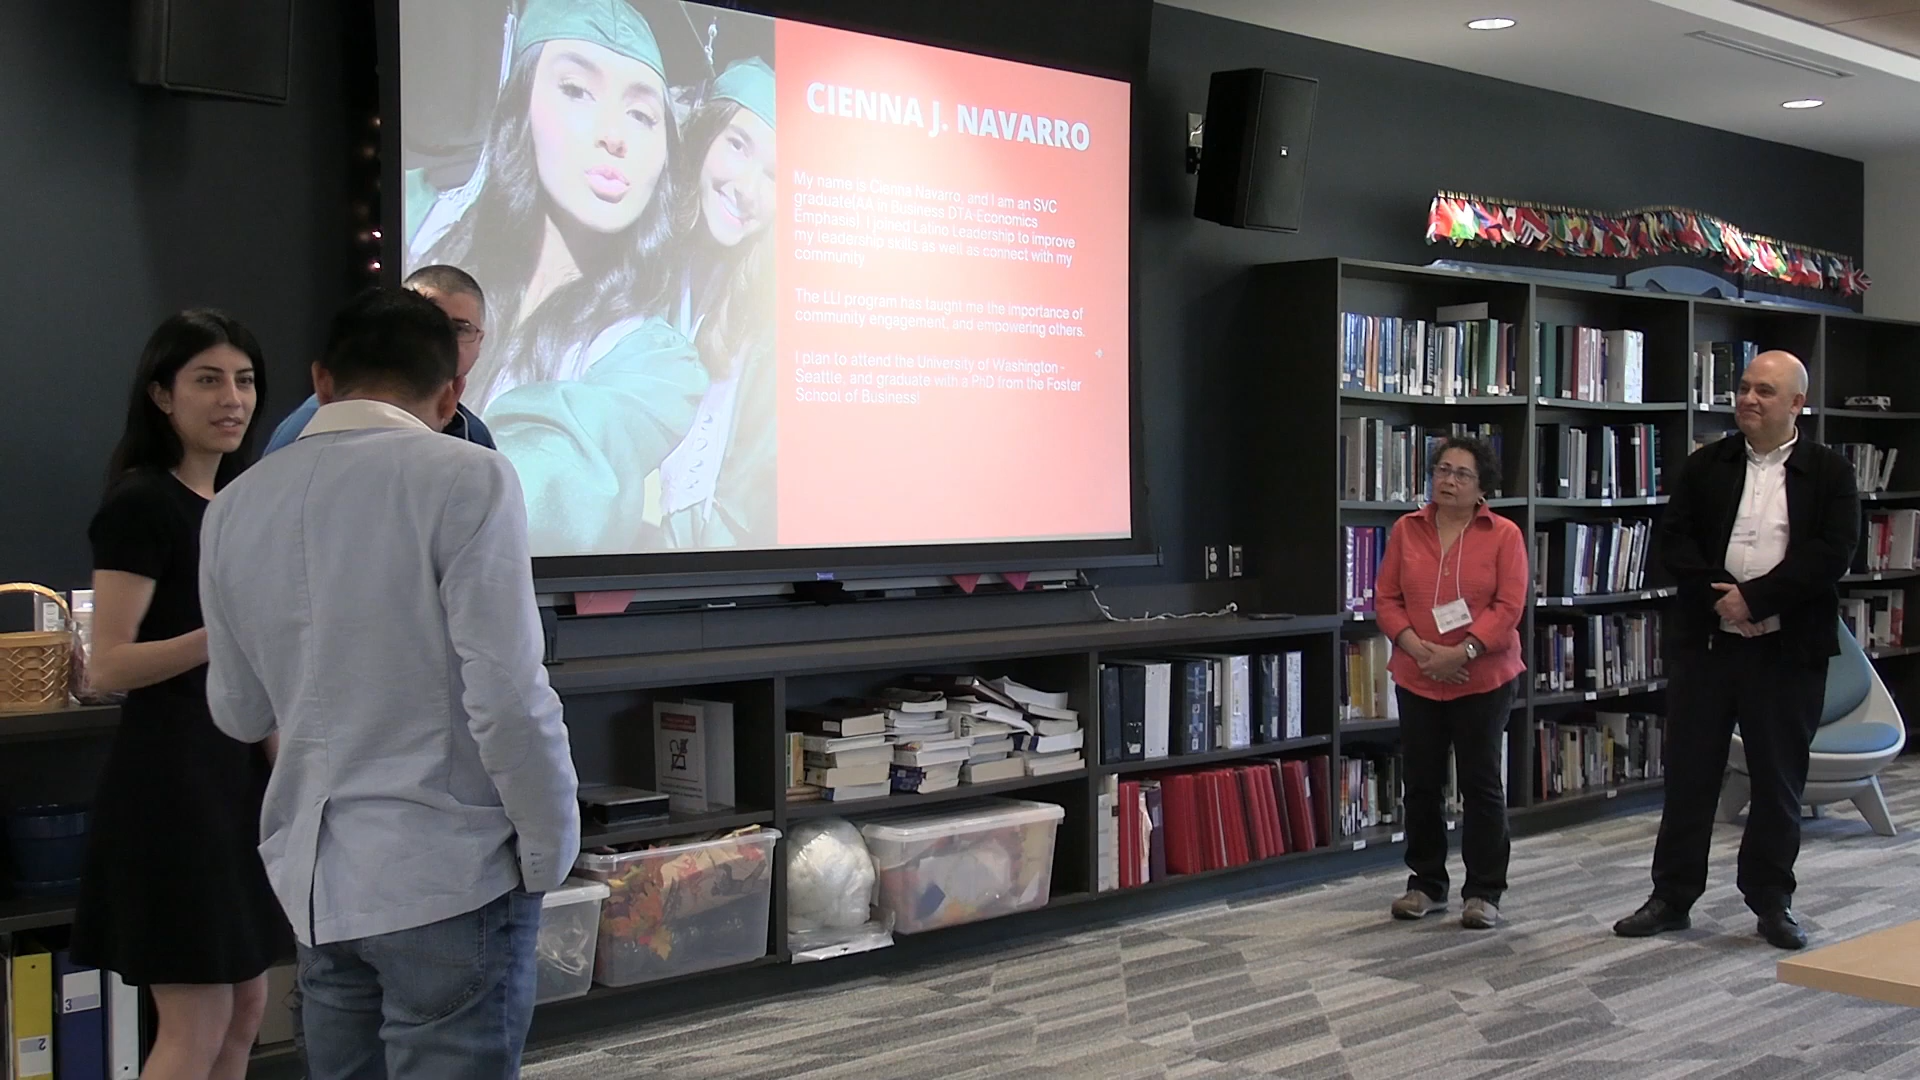 CIENNA J. NAVARRO
My name is Cienna Navarro, and I am an SVC
graduate(AA in Business DTA-Economics
Emphasis). I joined Latino Leadership to improve
my leadership skills as well as connect with my
community.
The LLI program has taught me the importance of
community engagement, and empowering others.
I plan to attend the University of Washington -
Seattle, and graduate with a PhD from the Foster
School of Business!
JBL
2
3